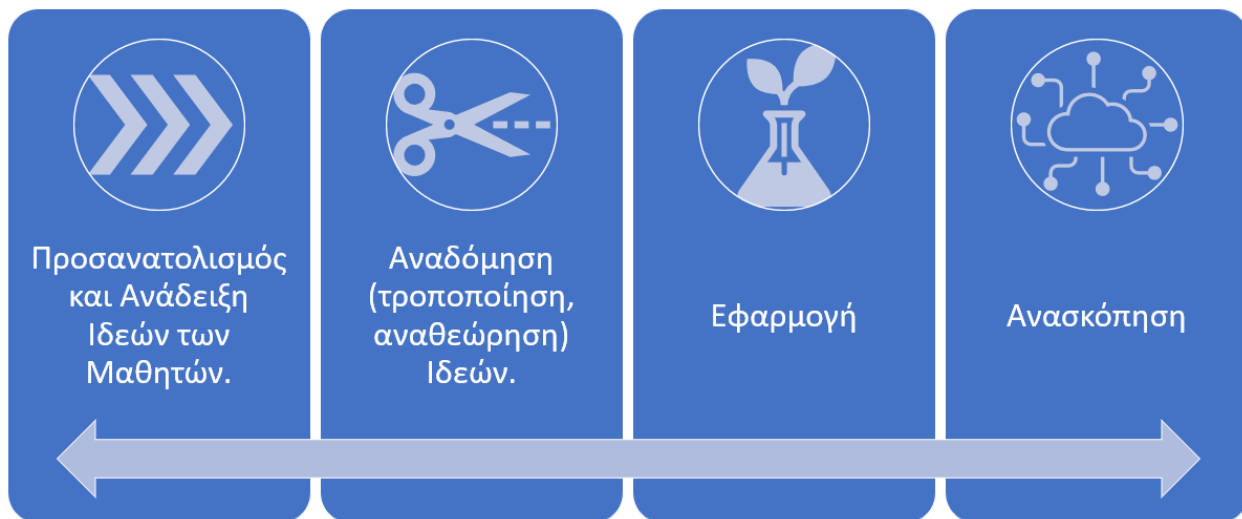 Προσανατολισμός
και Ανάδειξη
Ιδεών των
Μαθητών.
Αναδόμηση
(τροποποίηση,
αναθεώρηση)
Ιδεών.
Εφαρμογή
Ανασκόπηση